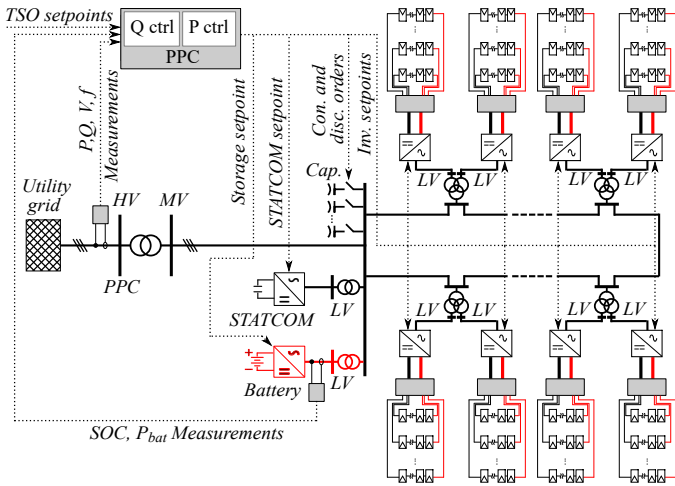 TSO setpoints
Q ctrl P ctrl
PPC
P,Q, V, f
Measurements
Storage setpoint
STATCOM setpoint
Con. and
disc. orders
Inv. setpoints
Cap.
Utility
grid
HV
MV
PPC
STATCOM
LV
Battery
LV
SOC, Pbat Measurements
LV
LV
LV
LV
LV
LV
LV
LV